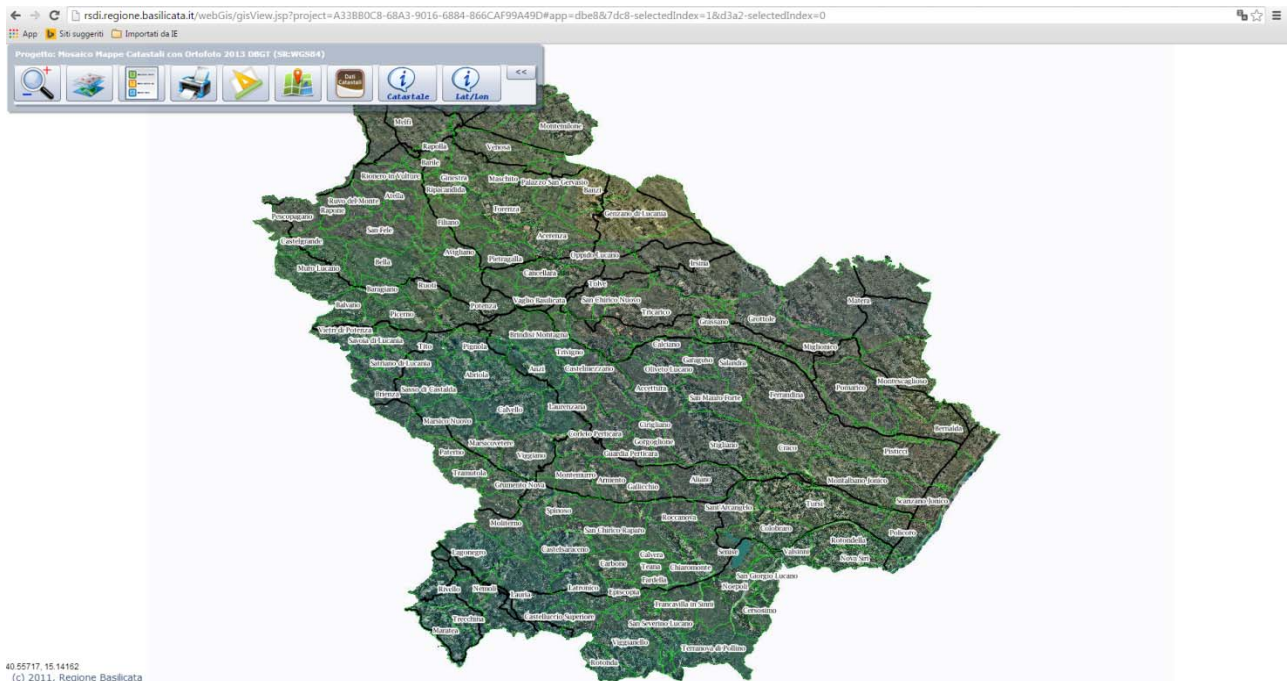 rsdi.regione.basilicata.it/webGis/gisView.jsp?project=A33BB0C8-68A3-9016-6884-866CAF99A49D#app=dbe8&7dc8-selectedIndex=1&d3a2-selectedIndex=0
App Siti suggeriti Importati da IE
Progetto: Mosaico Mappe Catastali con Ortofoto 2013 DBGT (SR:WGS84)
Dati Catastali
Catastale
Lat/Lon
<<
Melfi
Montemilone
Rapolla
Venosa
Barile
Rionero in Vulture
Ginestra
Maschito
Palazzo San Gervasio
Ripacandida
Banzi
Atella
Ruvo del Monte
Rapone
Forenza
Genzano di Lucania
Pescopagano
Filiano
San Fele
Acerenza
Castelgrande
Avigliano
Pietragalla
Oppido Lucano
Bella
Irsina
Muro Lucano
Cancellara
Ruoti
Tolve
Baragiano
Vaglio Basilicata
San Chirico Nuovo
Matera
Balvano
Potenza
Picerno
Tricarico
Grassano
Grottole
Vietri di Potenza
Brindisi Montagna
Savoia di Lucania
Tito
Pignola
Calciano
Miglionico
Trivigno
Satriano di Lucania
Garaguso
Salandra
Abriola
Anzi
Castelmezzano
Oliveto Lucano
Montescaglioso
Sasso di Castalda
Accettura
Pomarico
Brienza
San Mauro Forte
Ferrandina
Calvello
Laurenzana
Marsico Nuovo
Cirigliano
Bernalda
Corleto Perticara
Marsicovetere
Gorgoglione
Stigliano
Craco
Pisticci
Paterno
Viggiano
Guardia Perticara
Tramutola
Montemurro
Armento
Aliano
Montalbano Jonico
Grumento Nova
Gallicchio
Scanzano Jonico
Spinoso
Sant'Arcangelo
Tursi
Moliterno
Roccanova
San Chirico Raparo
Colobraro
Policoro
Rotondella
Lagonegro
Castelsaraceno
Calvera
Senise
Valsinni
Nova Siri
Carbone
Teana
Chiaromonte
Rivello
Nemoli
Latronico
Fardella
San Giorgio Lucano
Lauria
Episcopia
Noepoli
Francavilla in Sinni
Cersosimo
Trecchina
Castelluccio Superiore
San Severino Lucano
Maratea
Viggianello
Terranova di Pollino
Rotonda
40.55717, 15.14162
(c) 2011, Regione Basilicata